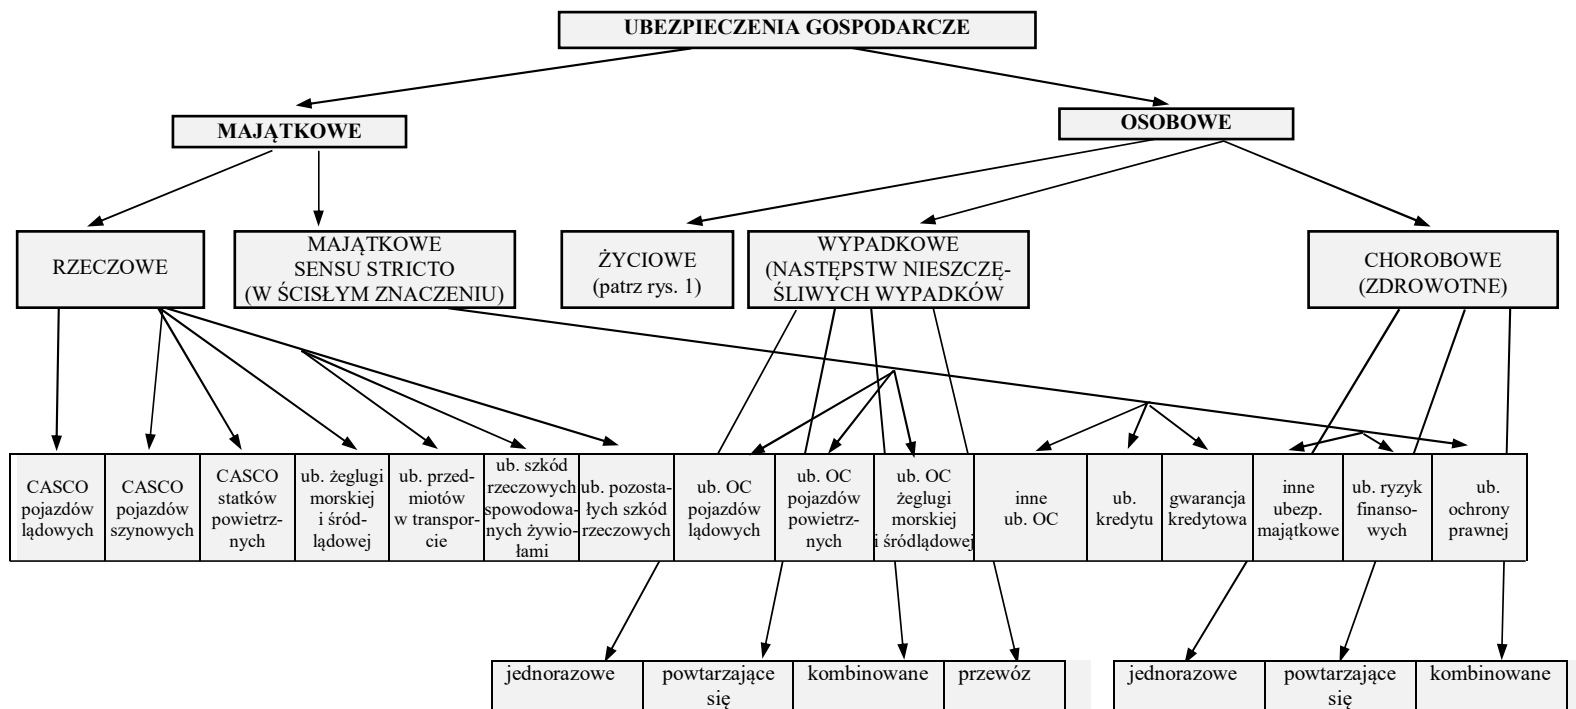 UBEZPIECZENIA GOSPODARCZE
MAJĄTKOWE
OSOBOWE
RZECZOWE
MAJĄTKOWE
SENSU STRICTO
(W ŚCISŁYM ZNACZENIU)
ŻYCIOWE
(patrz rys. 1)
WYPADKOWE
(NASTĘPSTW NIESZCZĘ-
ŚLIWYCH WYPADKÓW
CHOROBOWE
(ZDROWOTNE)
CASCO
pojazdów
lądowych
CASCO
pojazdów
szynowych
CASCO
statków
powietrz-
nych
ub. żeglugi
morskiej
i śród-
lądowej
ub. przed-
miotów
w transpor-
cie
ub. szkód
rzeczowych
spowodowa-
nych żywio-
łami
ub. pozosta-
łych szkód
rzeczowych
ub. OC
pojazdów
lądowych
ub. OC
pojazdów
powietrz-
nych
ub. OC
żeglugi
morskiej
i śródlądowej
inne
ub. OC
ub.
kredytu
gwarancja
kredytowa
inne
ubezp.
majątkowe
ub. ryzyk
finanso-
wych
ub.
ochrony
prawnej
jednorazowe
powtarzające
się
kombinowane
przewóz
jednorazowe
powtarzające
się
kombinowane